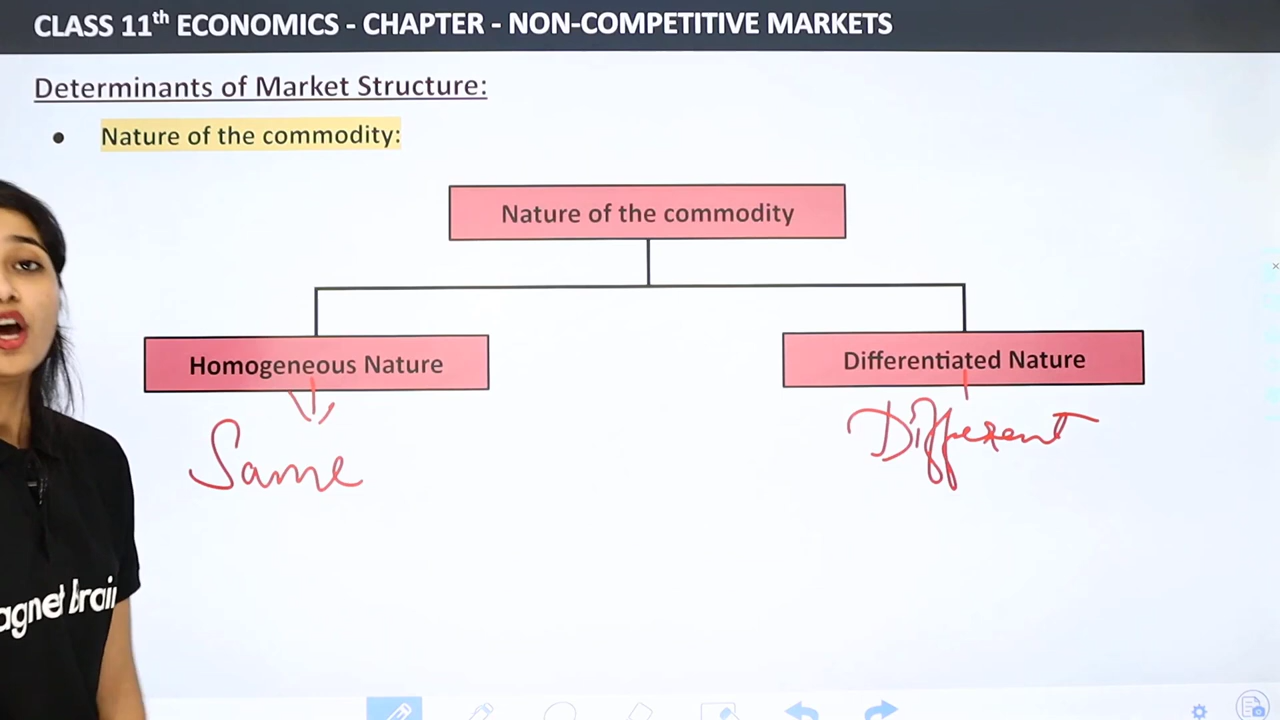 CLASS 11th ECONOMICS - CHAPTER - NON-COMPETITIVE MARKETS
Determinants of Market Structure:
• Nature of the commodity:
Nature of the commodity
Homogeneous Nature
Differentiated Nature
Same
Different
agnet Brain